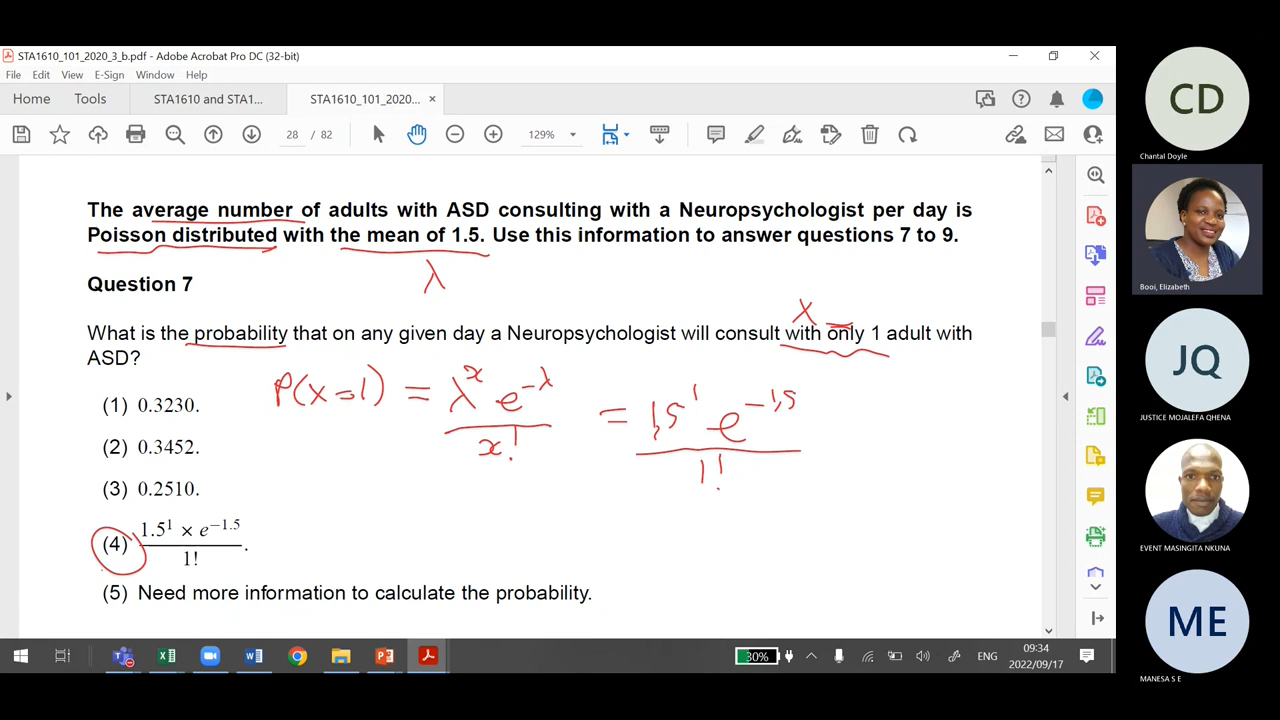 STA1610_101_2020_3_b.pdf - Adobe Acrobat Pro DC (32-bit)
File Edit View E-Sign Window Help
Home Tools STA1610 and STA1... STA1610_101_2020... ×
28 / 82 129%
The average number of adults with ASD consulting with a Neuropsychologist per day is
Poisson distributed with the mean of 1.5. Use this information to answer questions 7 to 9.
λ
Question 7
X =
What is the probability that on any given day a Neuropsychologist will consult with only 1 adult with
ASD?
P(X=1) = λ^x e^-λ / x! = 1,5^1 e^-1,5 / 1!
(1) 0.3230.
(2) 0.3452.
(3) 0.2510.
(4) 1.5^1 × e^−1.5 / 1! .
(5) Need more information to calculate the probability.
CD
Chantal Doyle
Booi, Elizabeth
JQ
JUSTICE MOJALEFA QHENA
EVENT MASINGITA NKUNA
ME
MANESA S E
30% ENG 09:34
2022/09/17